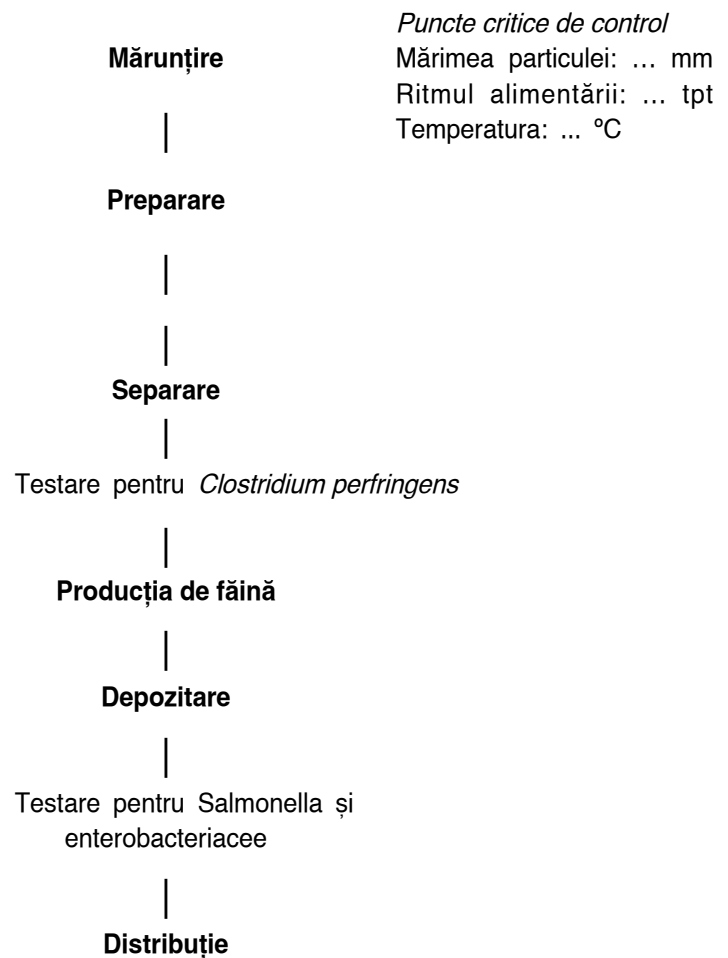 Puncte critice de control
Mărunțire
Mărimea particulei: ... mm
Ritmul alimentării: ... tpt
Temperatura: ... ºC
Preparare
Separare
Testare pentru Clostridium perfringens
Producția de făină
Depozitare
Testare pentru Salmonella și
enterobacteriacee
Distribuție